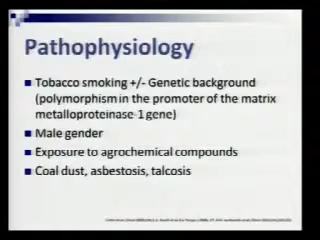 Pathophysiology
Tobacco smoking +/- Genetic background
(polymorphism in the promoter of the matrix
metalloproteinase-1 gene)
Male gender
Exposure to agrochemical compounds
Coal dust, asbestosis, talcosis